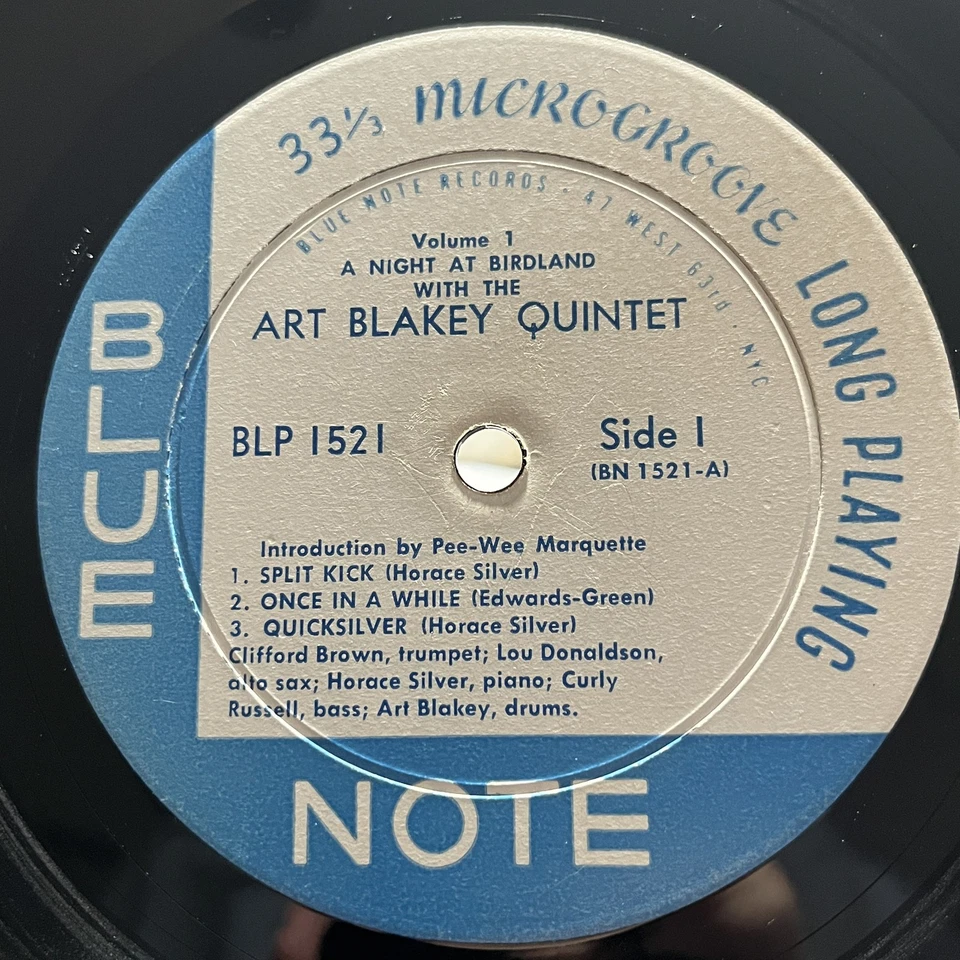 33⅓ MICROGROOVE LONG PLAYING
BLUE NOTE RECORDS · 47 WEST 63rd · NYC
Volume 1
A NIGHT AT BIRDLAND
WITH THE
ART BLAKEY QUINTET
BLP 1521
Side 1
(BN 1521-A)
Introduction by Pee-Wee Marquette
1. SPLIT KICK (Horace Silver)
2. ONCE IN A WHILE (Edwards-Green)
3. QUICKSILVER (Horace Silver)
Clifford Brown, trumpet; Lou Donaldson,
alto sax; Horace Silver, piano; Curly
Russell, bass; Art Blakey, drums.
BLUE
NOTE